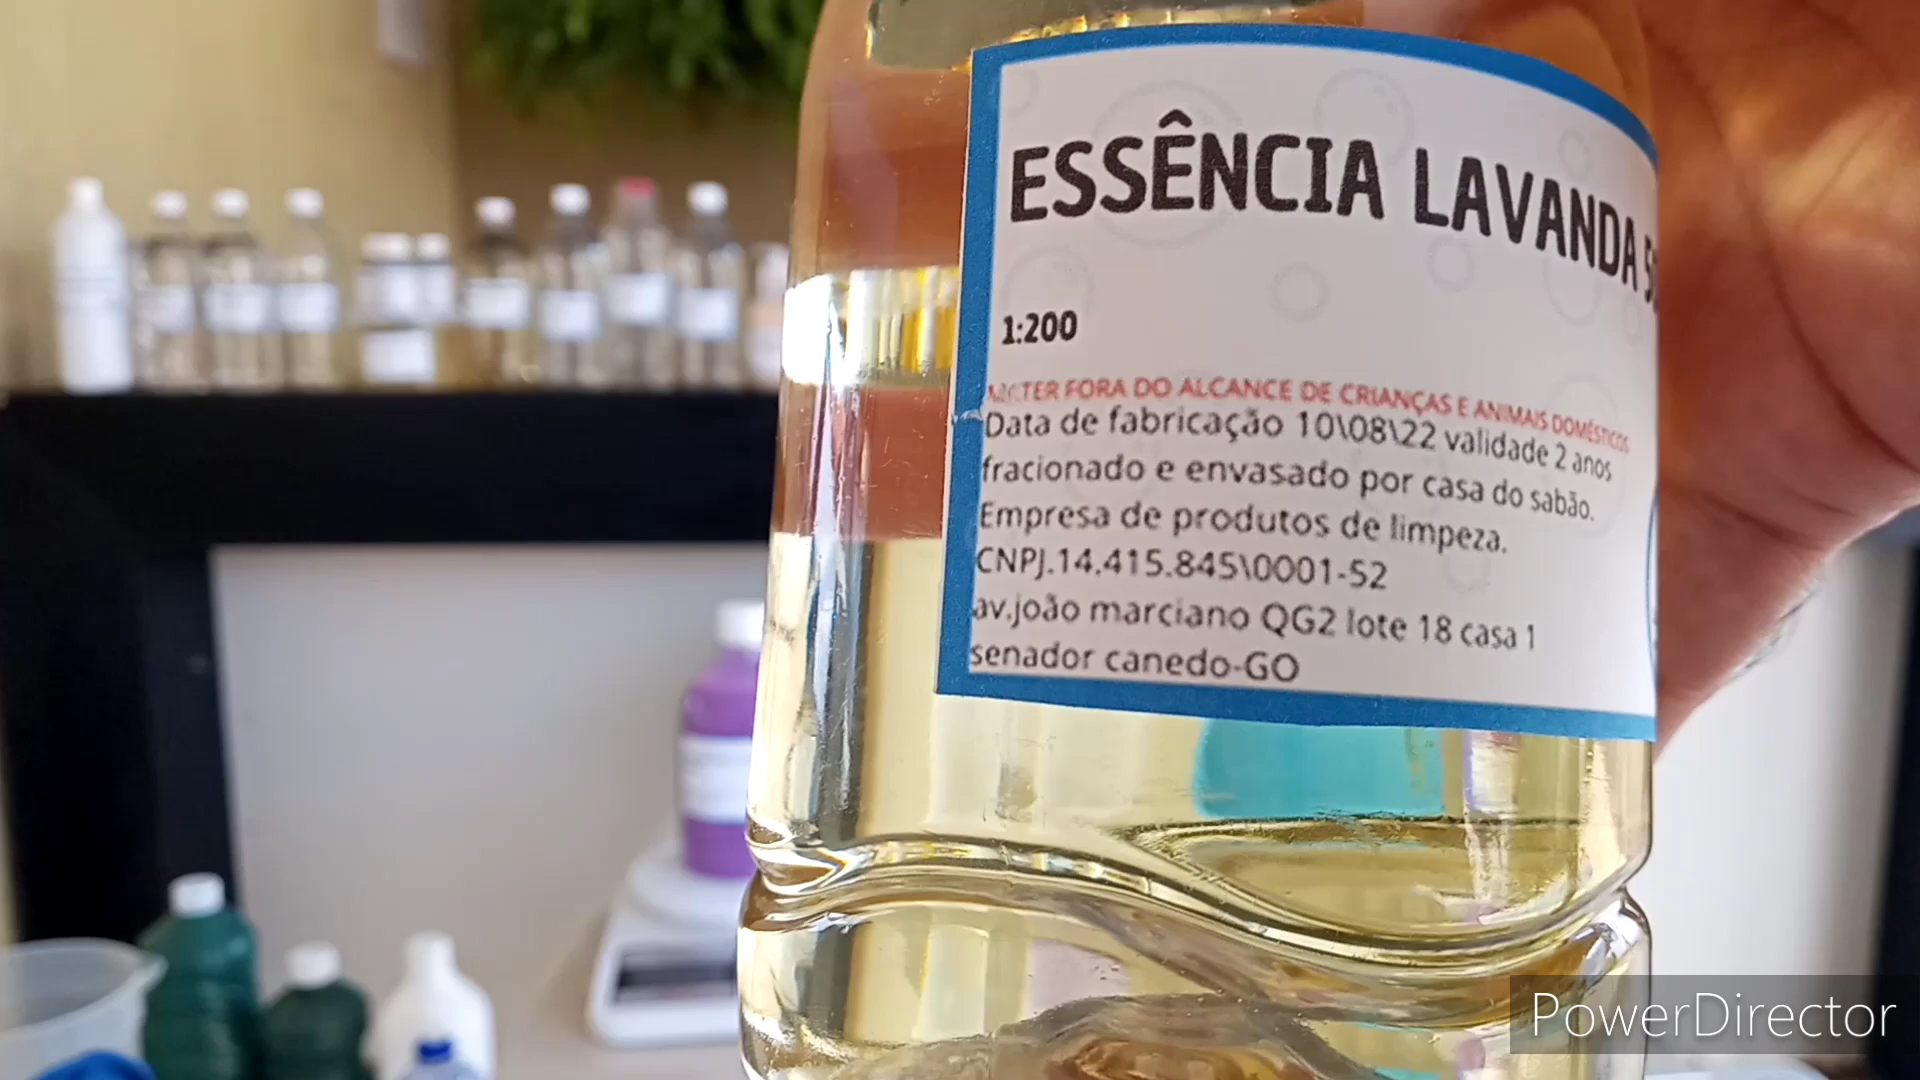 ESSÊNCIA LAVANDA
1:200
FORA DO ALCANCE DE CRIANÇAS E ANIMAIS DOMÉSTICOS
Data de fabricação 10\08\22 validade 2 anos
fracionado e envasado por casa do sabão.
Empresa de produtos de limpeza.
CNPJ.14.415.845\0001-52
av.joão marciano QG2 lote 18 casa 1
senador canedo-GO
PowerDirector